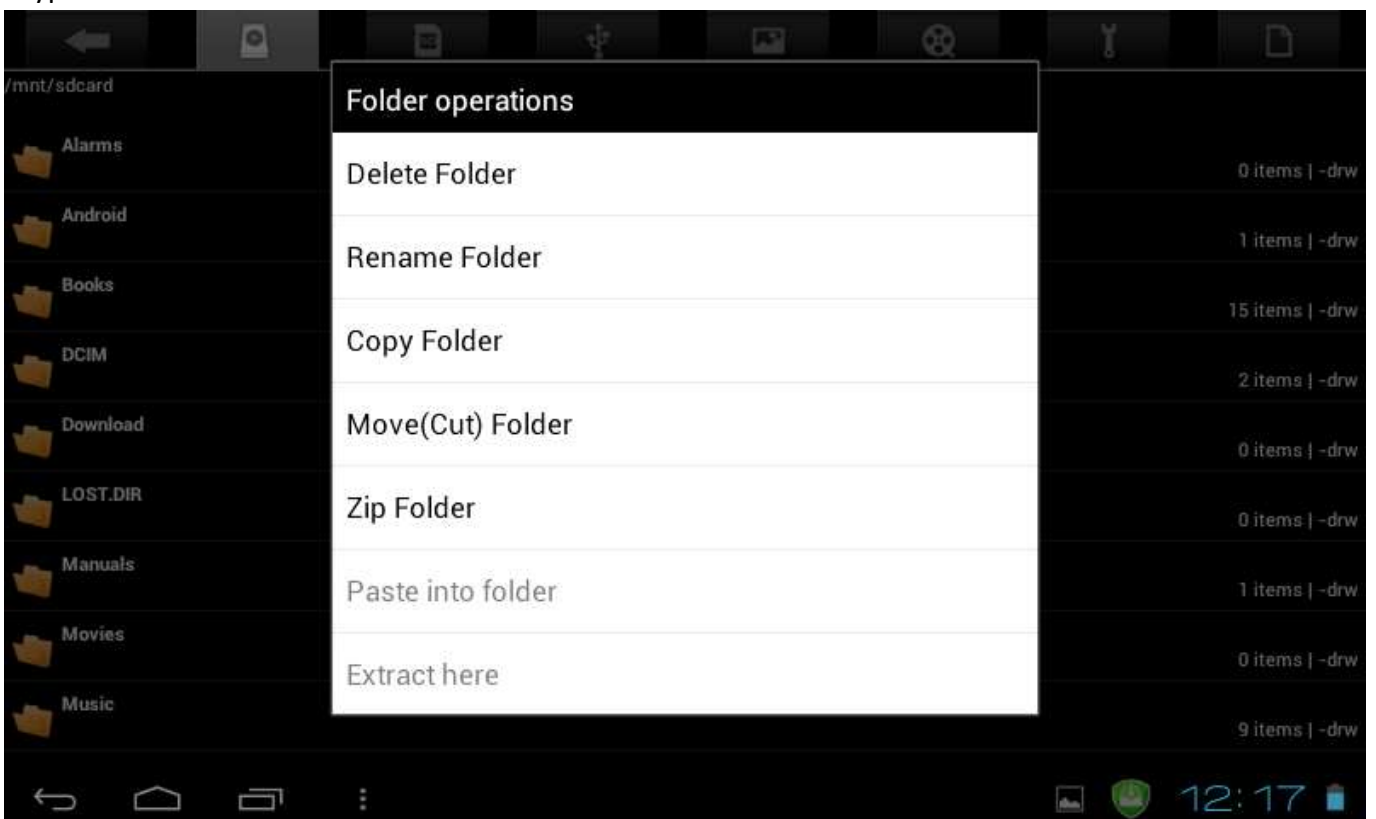 /mnt/sdcard
Folder operations
Alarms
Delete Folder
0 items | -drw
Android
Rename Folder
1 items | -drw
Books
15 items | -drw
Copy Folder
DCIM
2 items | -drw
Download
Move(Cut) Folder
0 items | -drw
LOST.DIR
Zip Folder
0 items | -drw
Manuals
Paste into folder
1 items | -drw
Movies
0 items | -drw
Extract here
Music
9 items | -drw
12:17